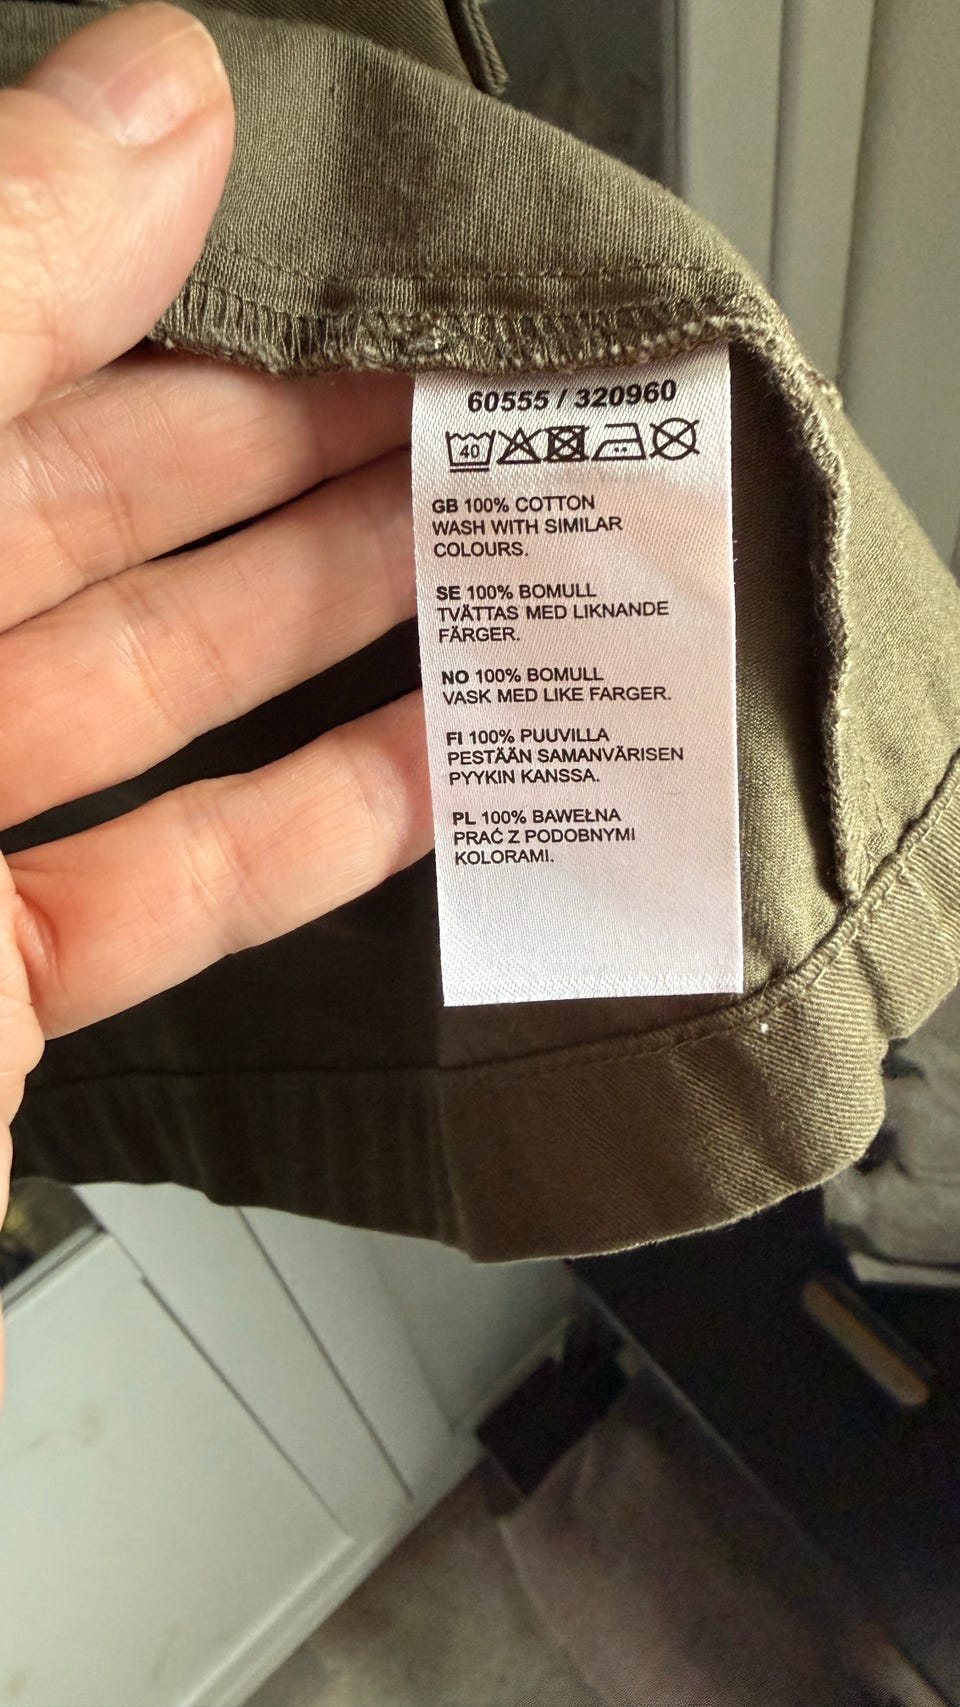 60555 / 320960
40
GB 100% COTTON
WASH WITH SIMILAR
COLOURS.
SE 100% BOMULL
TVÄTTAS MED LIKNANDE
FÄRGER.
NO 100% BOMULL
VASK MED LIKE FARGER.
FI 100% PUUVILLA
PESTÄÄN SAMANVÄRISEN
PYYKIN KANSSA.
PL 100% BAWEŁNA
PRAĆ Z PODOBNYMI
KOLORAMI.